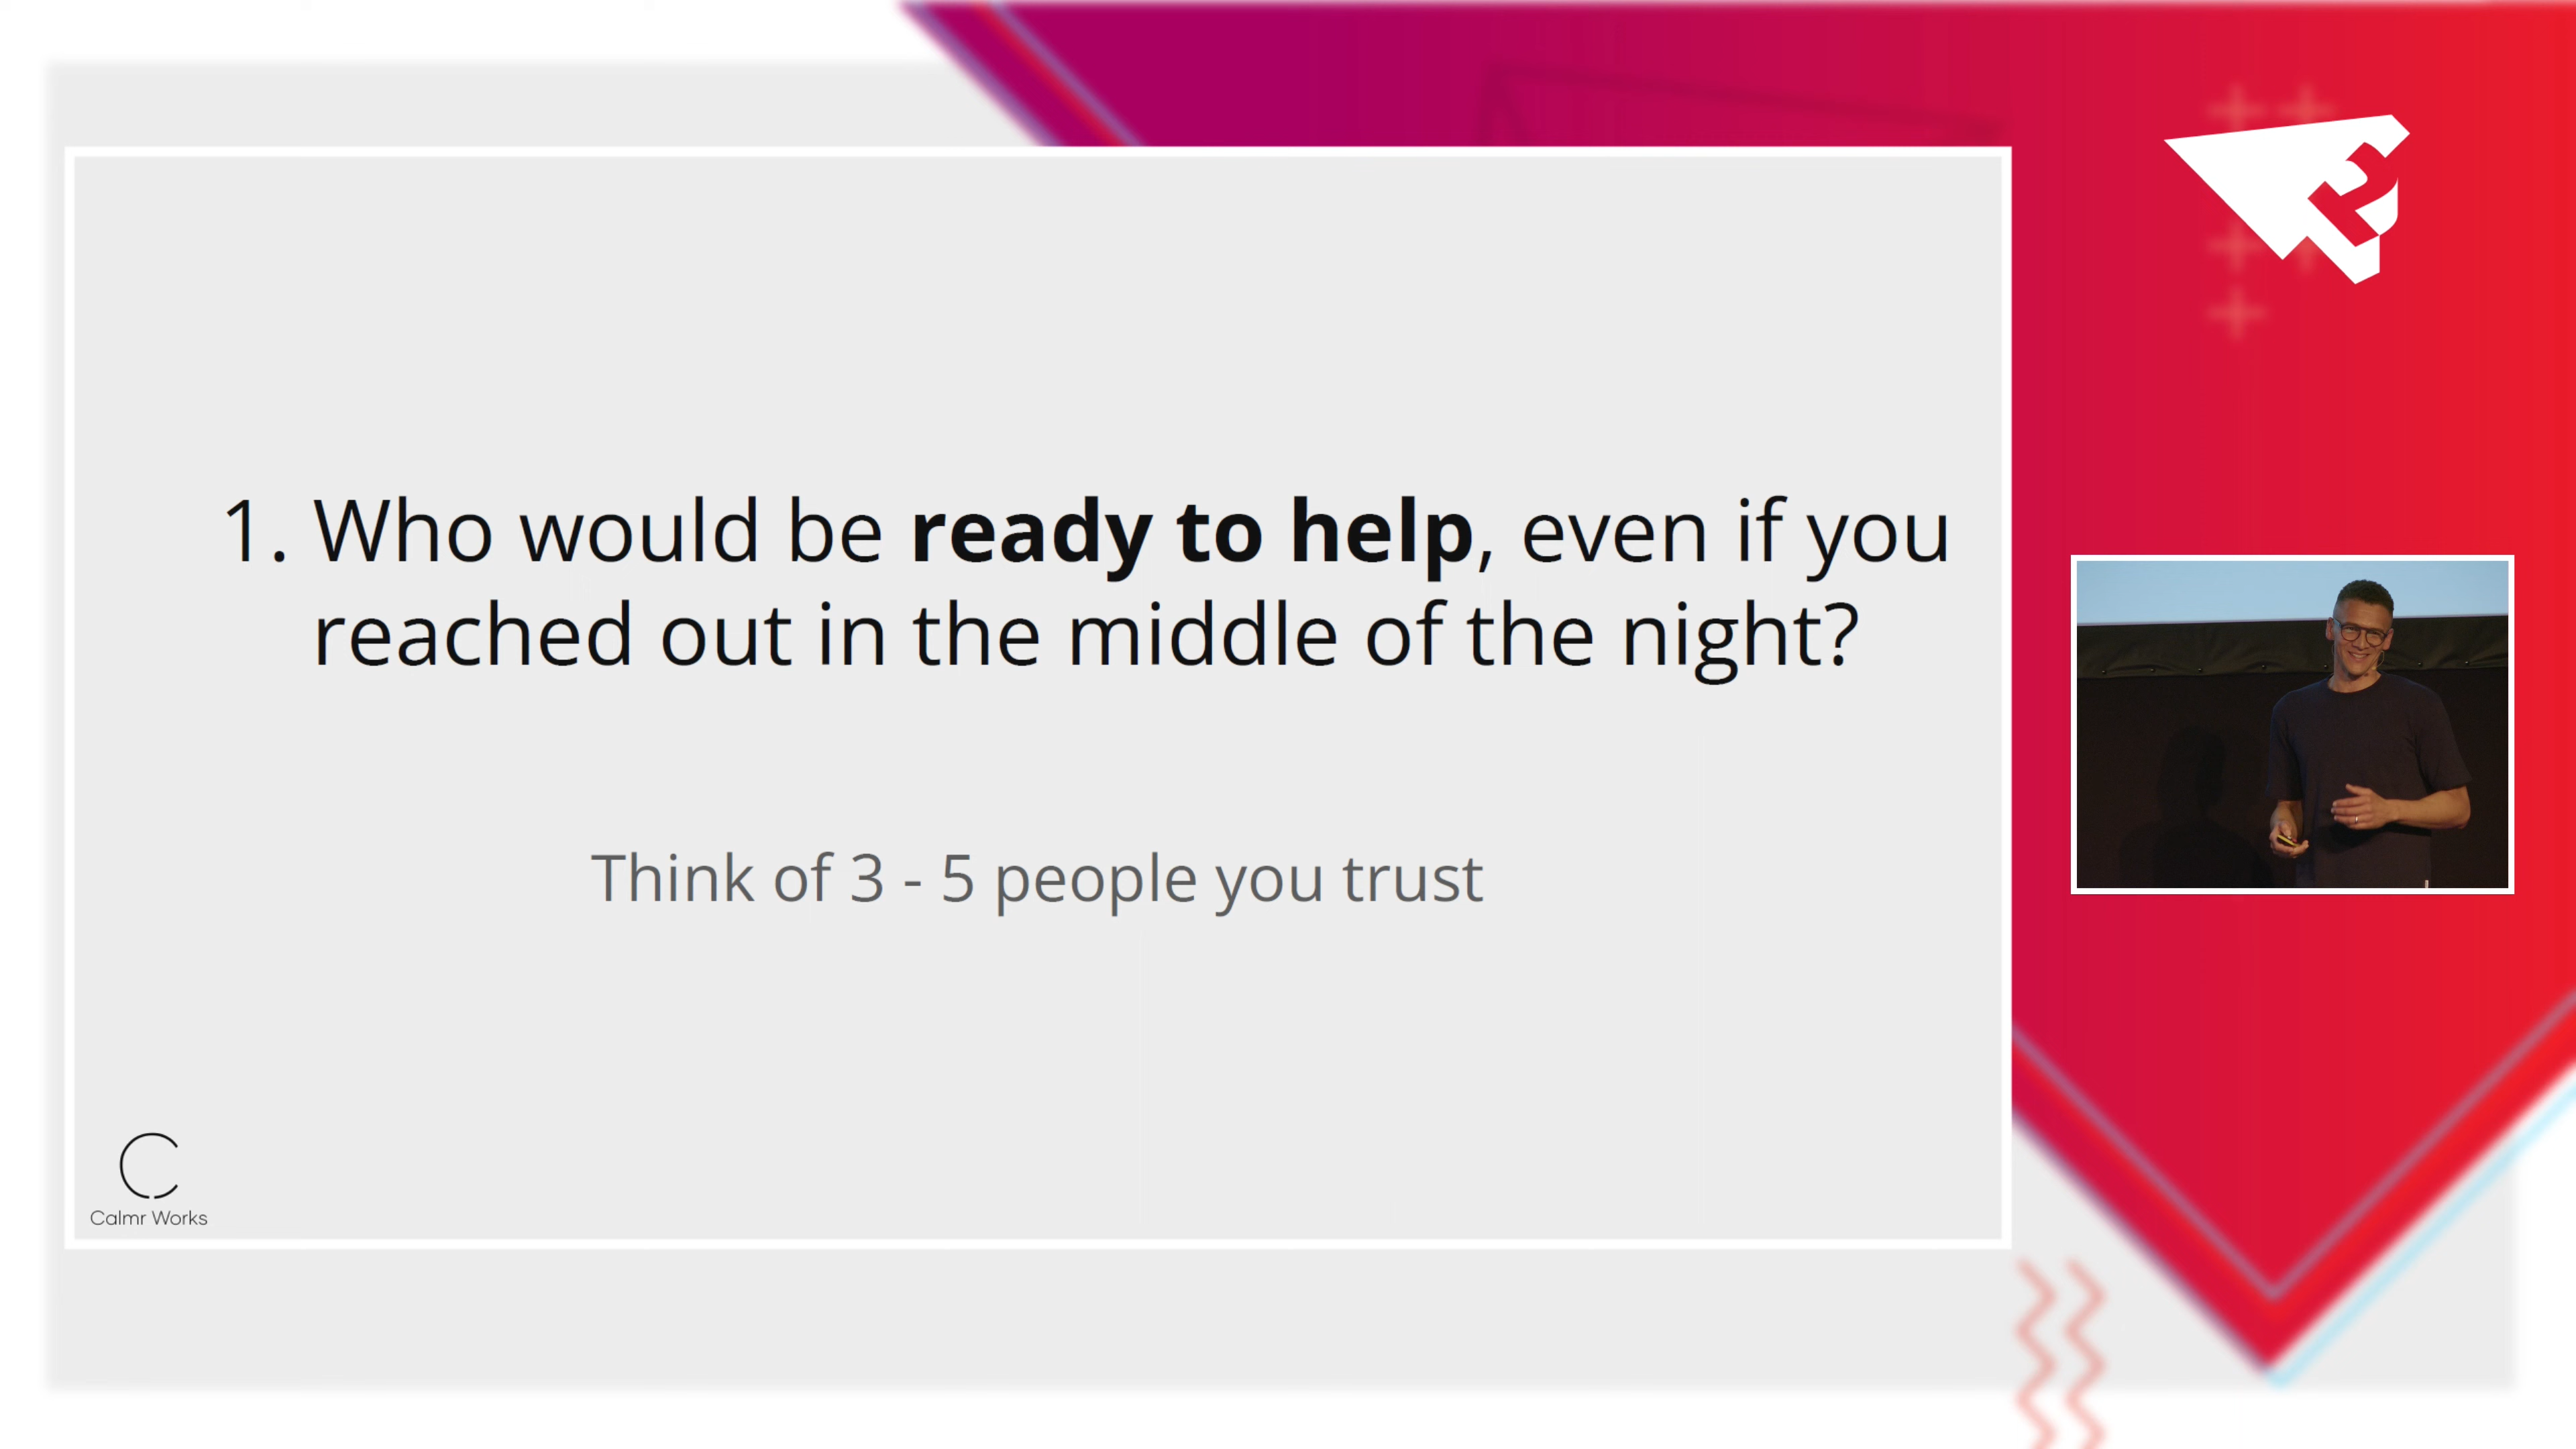 1. Who would be ready to help, even if you
reached out in the middle of the night?
Think of 3 - 5 people you trust
Calmr Works